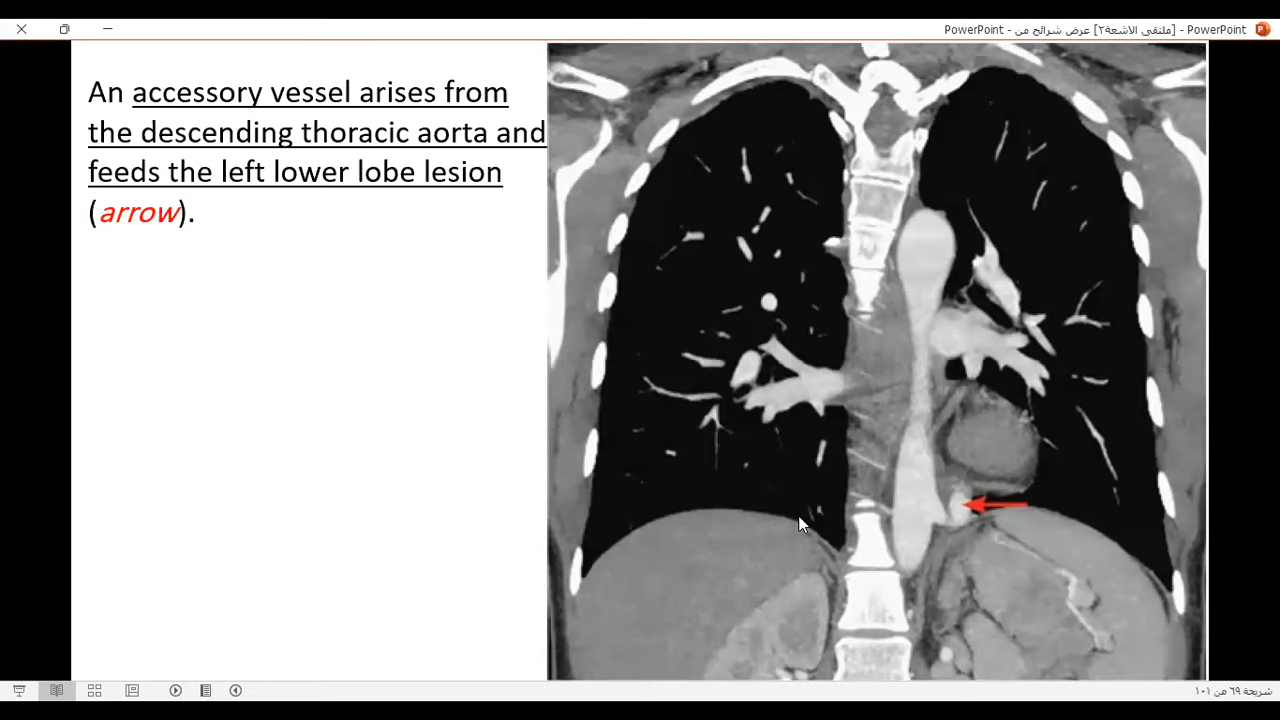 PowerPoint - [ملتقى الاشعة٢] عرض شرائح من - PowerPoint
An accessory vessel arises from
the descending thoracic aorta and
feeds the left lower lobe lesion
(arrow).
شريحة ٦٩ من ١٠١